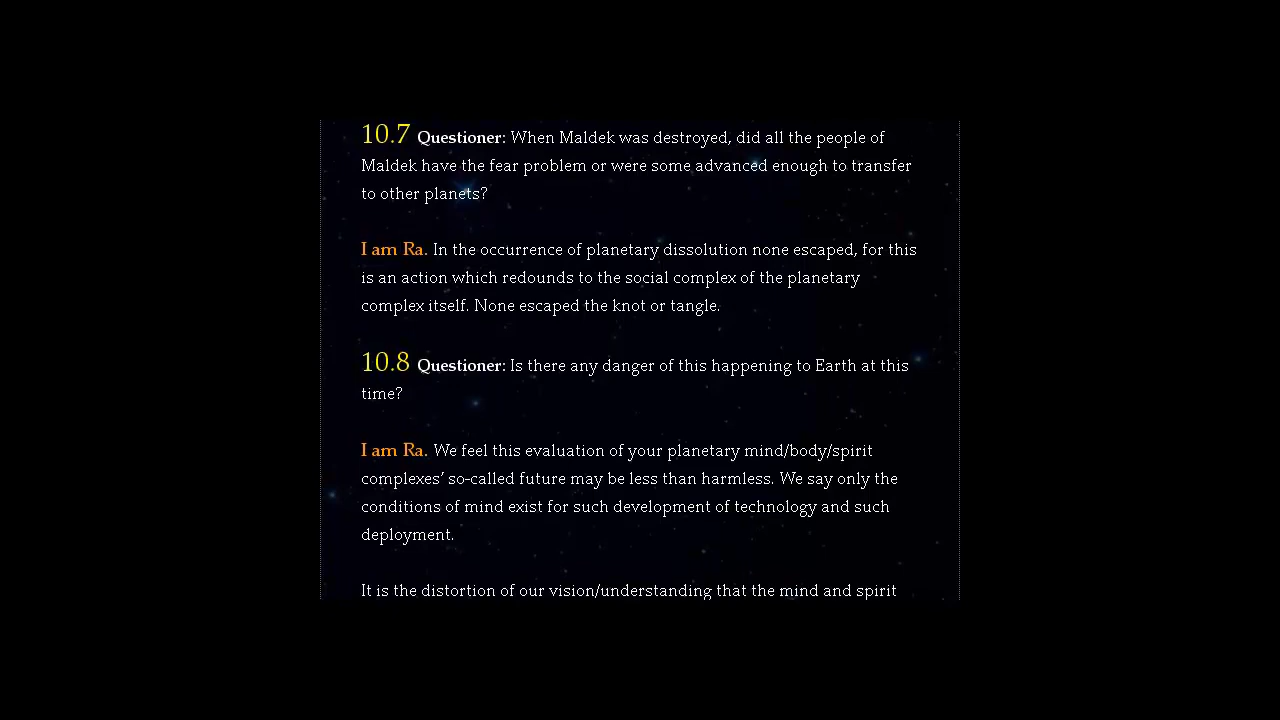 10.7 Questioner: When Maldek was destroyed, did all the people of
Maldek have the fear problem or were some advanced enough to transfer
to other planets?
I am Ra. In the occurrence of planetary dissolution none escaped, for this
is an action which redounds to the social complex of the planetary
complex itself. None escaped the knot or tangle.
10.8 Questioner: Is there any danger of this happening to Earth at this
time?
I am Ra. We feel this evaluation of your planetary mind/body/spirit
complexes’ so-called future may be less than harmless. We say only the
conditions of mind exist for such development of technology and such
deployment.
It is the distortion of our vision/understanding that the mind and spirit